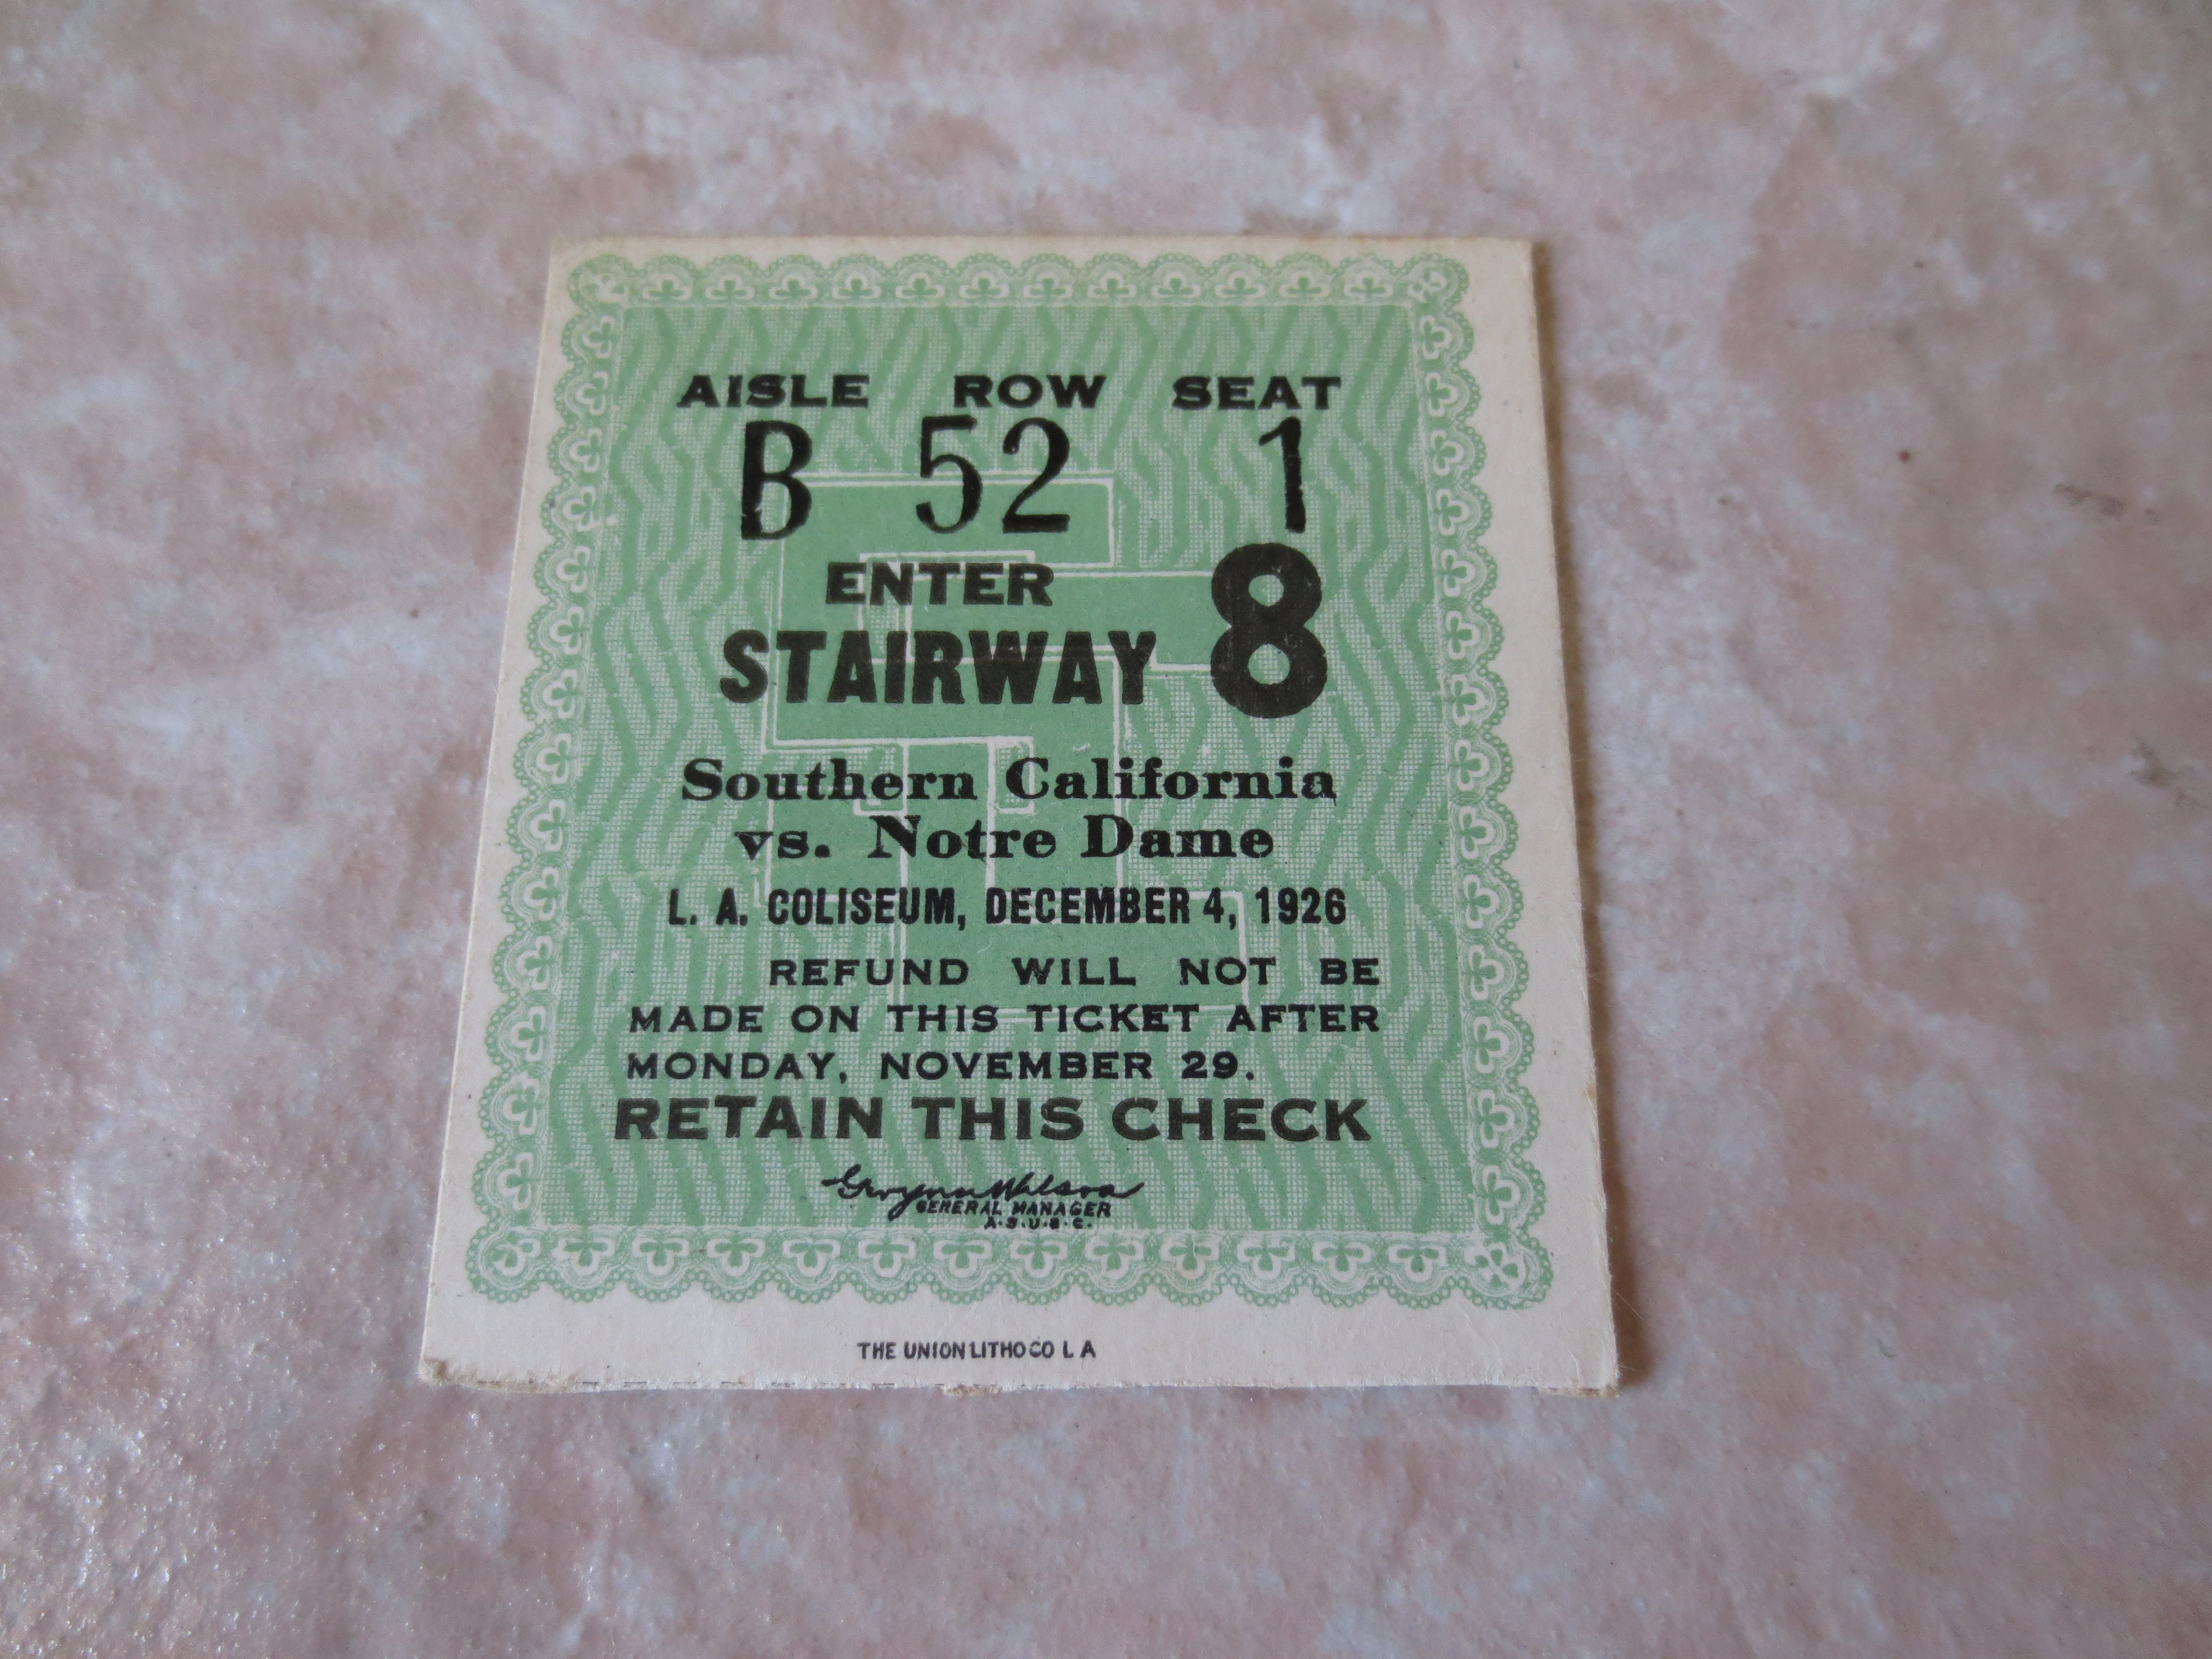 AISLE ROW SEAT
B 52 1
ENTER
STAIRWAY 8
Southern California
vs. Notre Dame
L. A. COLISEUM, DECEMBER 4, 1926
REFUND WILL NOT BE
MADE ON THIS TICKET AFTER
MONDAY, NOVEMBER 29.
RETAIN THIS CHECK
Gwynn Wilson
GENERAL MANAGER
A.S.U.S.C.
THE UNION LITHO CO L A